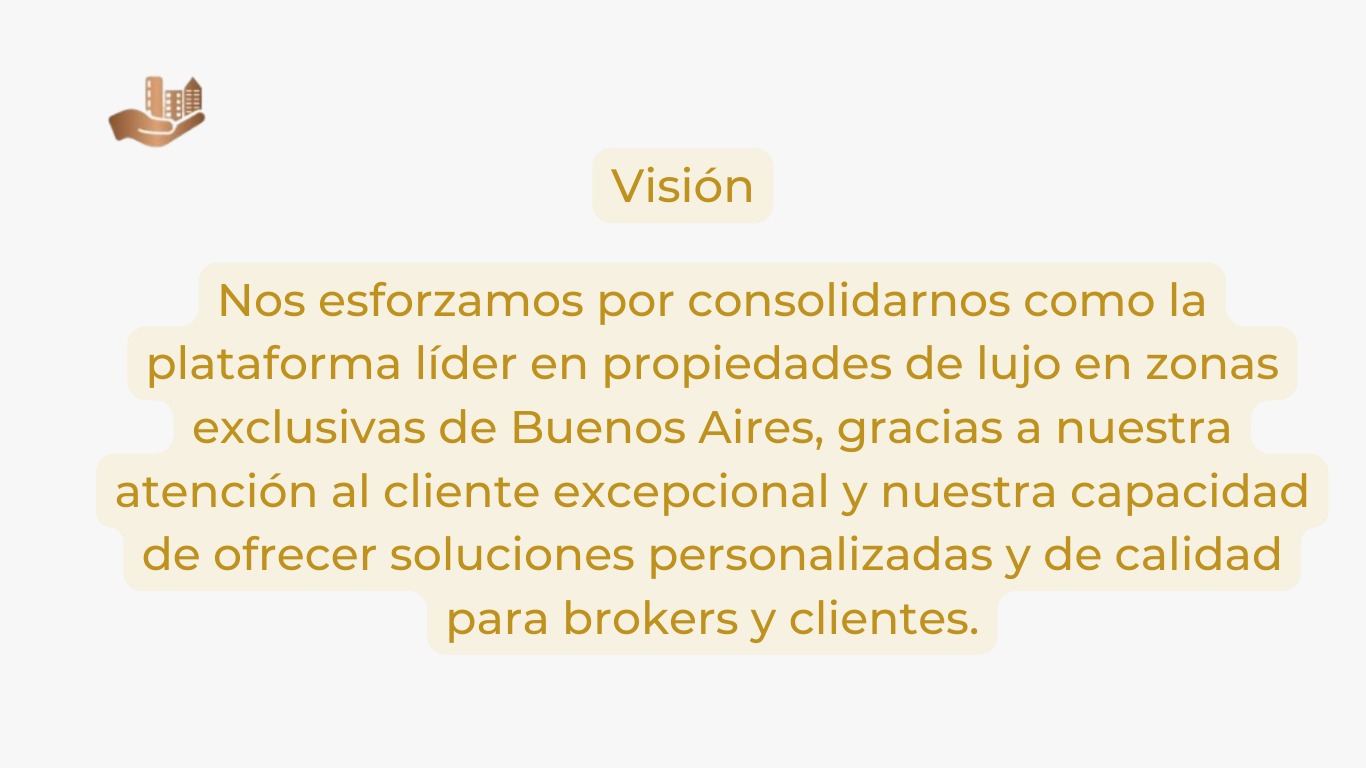 Visión
Nos esforzamos por consolidarnos como la
plataforma líder en propiedades de lujo en zonas
exclusivas de Buenos Aires, gracias a nuestra
atención al cliente excepcional y nuestra capacidad
de ofrecer soluciones personalizadas y de calidad
para brokers y clientes.